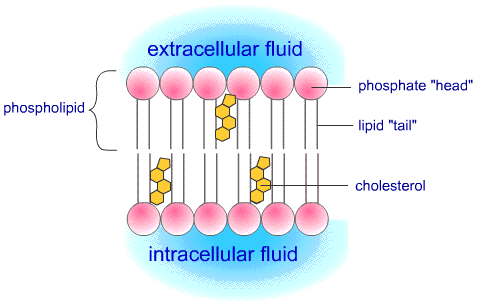 extracellular fluid
phosphate "head"
phospholipid
lipid "tail"
cholesterol
intracellular fluid